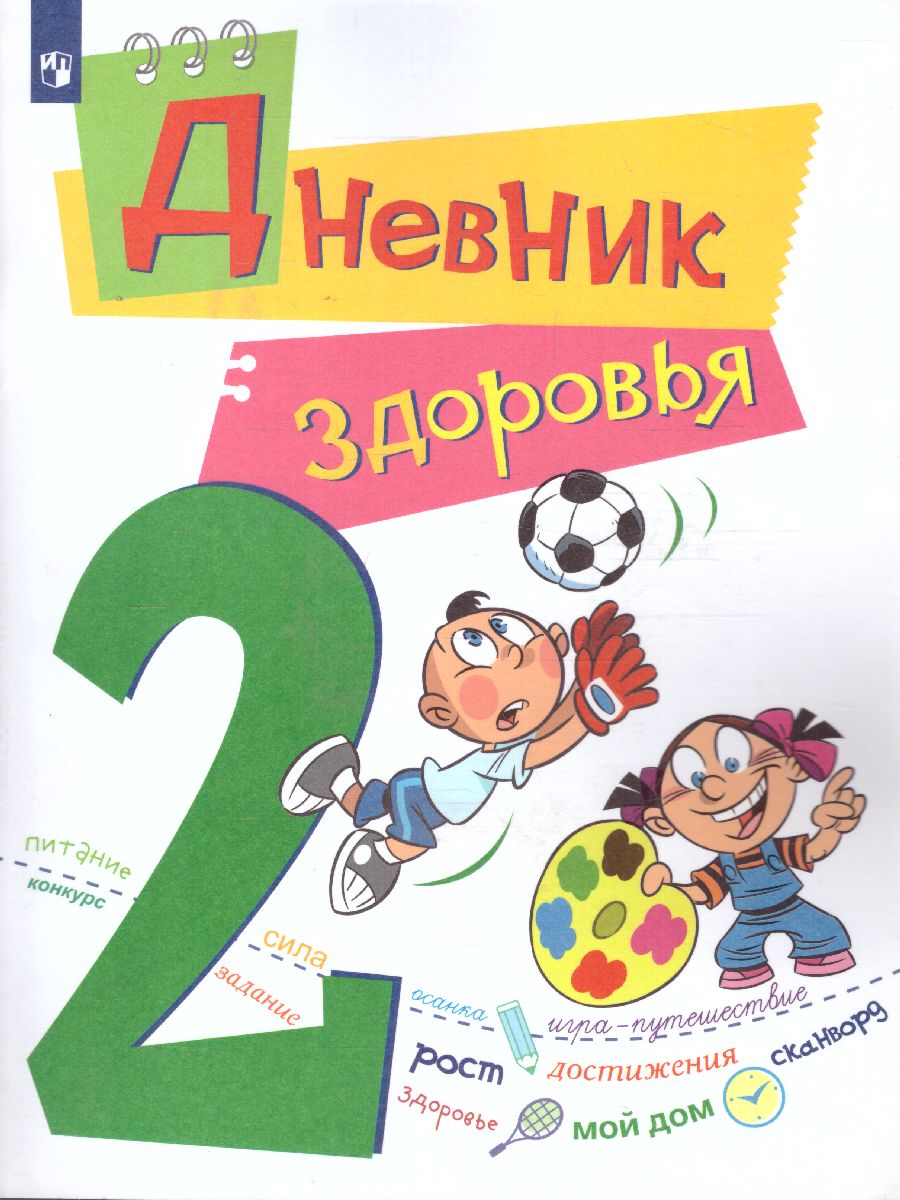 ИП
Дневник
Здоровья
2
питание
конкурс
сила
задание
осанка
игра-путешествие
рост
достижения
сканворд
здоровье
мой дом